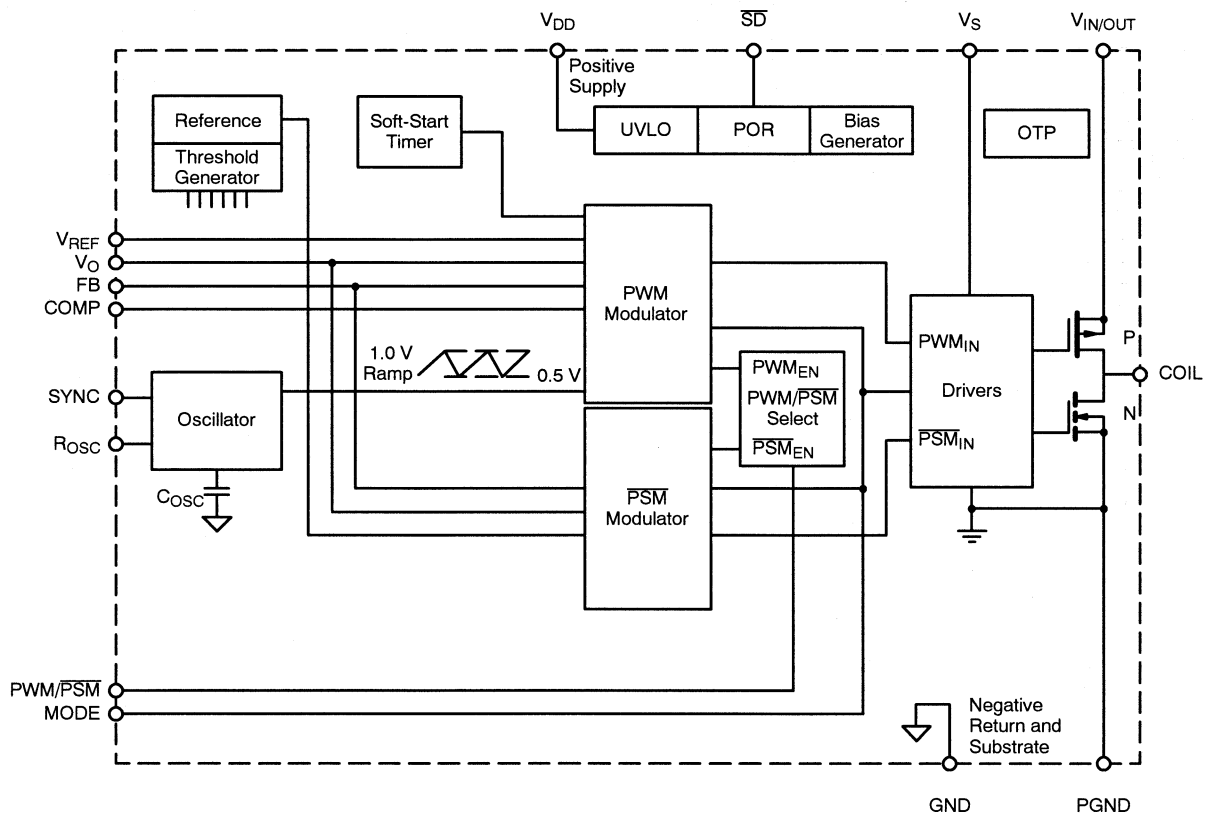 VDD
SD
VS
VIN/OUT
Positive
Supply
Reference
Threshold
Generator
Soft-Start
Timer
UVLO
POR
Bias
Generator
OTP
VREF
VO
FB
COMP
PWM
Modulator
1.0 V
Ramp
0.5 V
PWMEN
PWM/PSM
Select
PSMEN
PWMIN
Drivers
PSMIN
P
N
COIL
SYNC
ROSC
Oscillator
COSC
PSM
Modulator
PWM/PSM
MODE
Negative
Return and
Substrate
GND
PGND